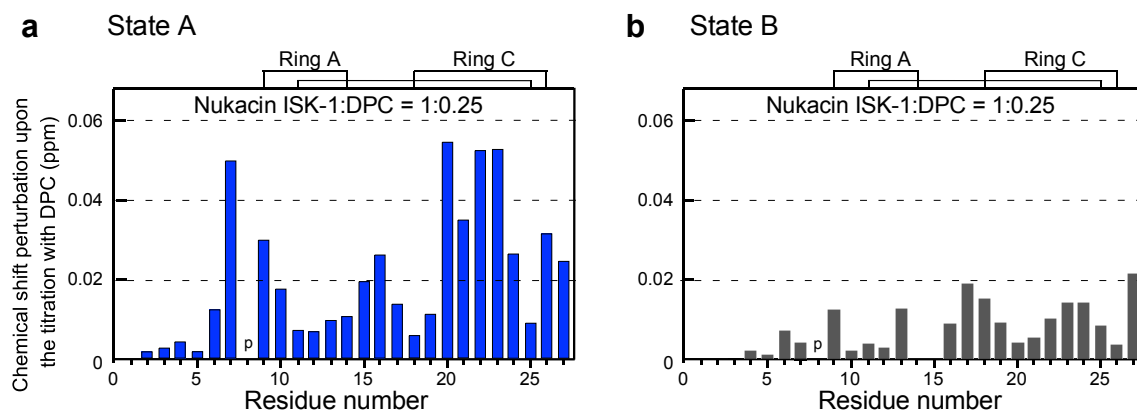 a State A
Ring A Ring C
Nukacin ISK-1:DPC = 1:0.25
Chemical shift perturbation upon
the titration with DPC (ppm)
0.06
0.04
0.02
0
p
0 5 10 15 20 25
Residue number
b State B
Ring A Ring C
Nukacin ISK-1:DPC = 1:0.25
0.06
0.04
0.02
0
p
0 5 10 15 20 25
Residue number